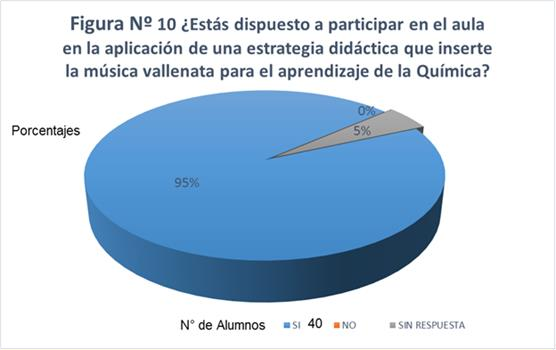 Figura Nº 10 ¿Estás dispuesto a participar en el aula
en la aplicación de una estrategia didáctica que inserte
la música vallenata para el aprendizaje de la Química?
0%
Porcentajes
5%
95%
N° de Alumnos SI 40 NO SIN RESPUESTA